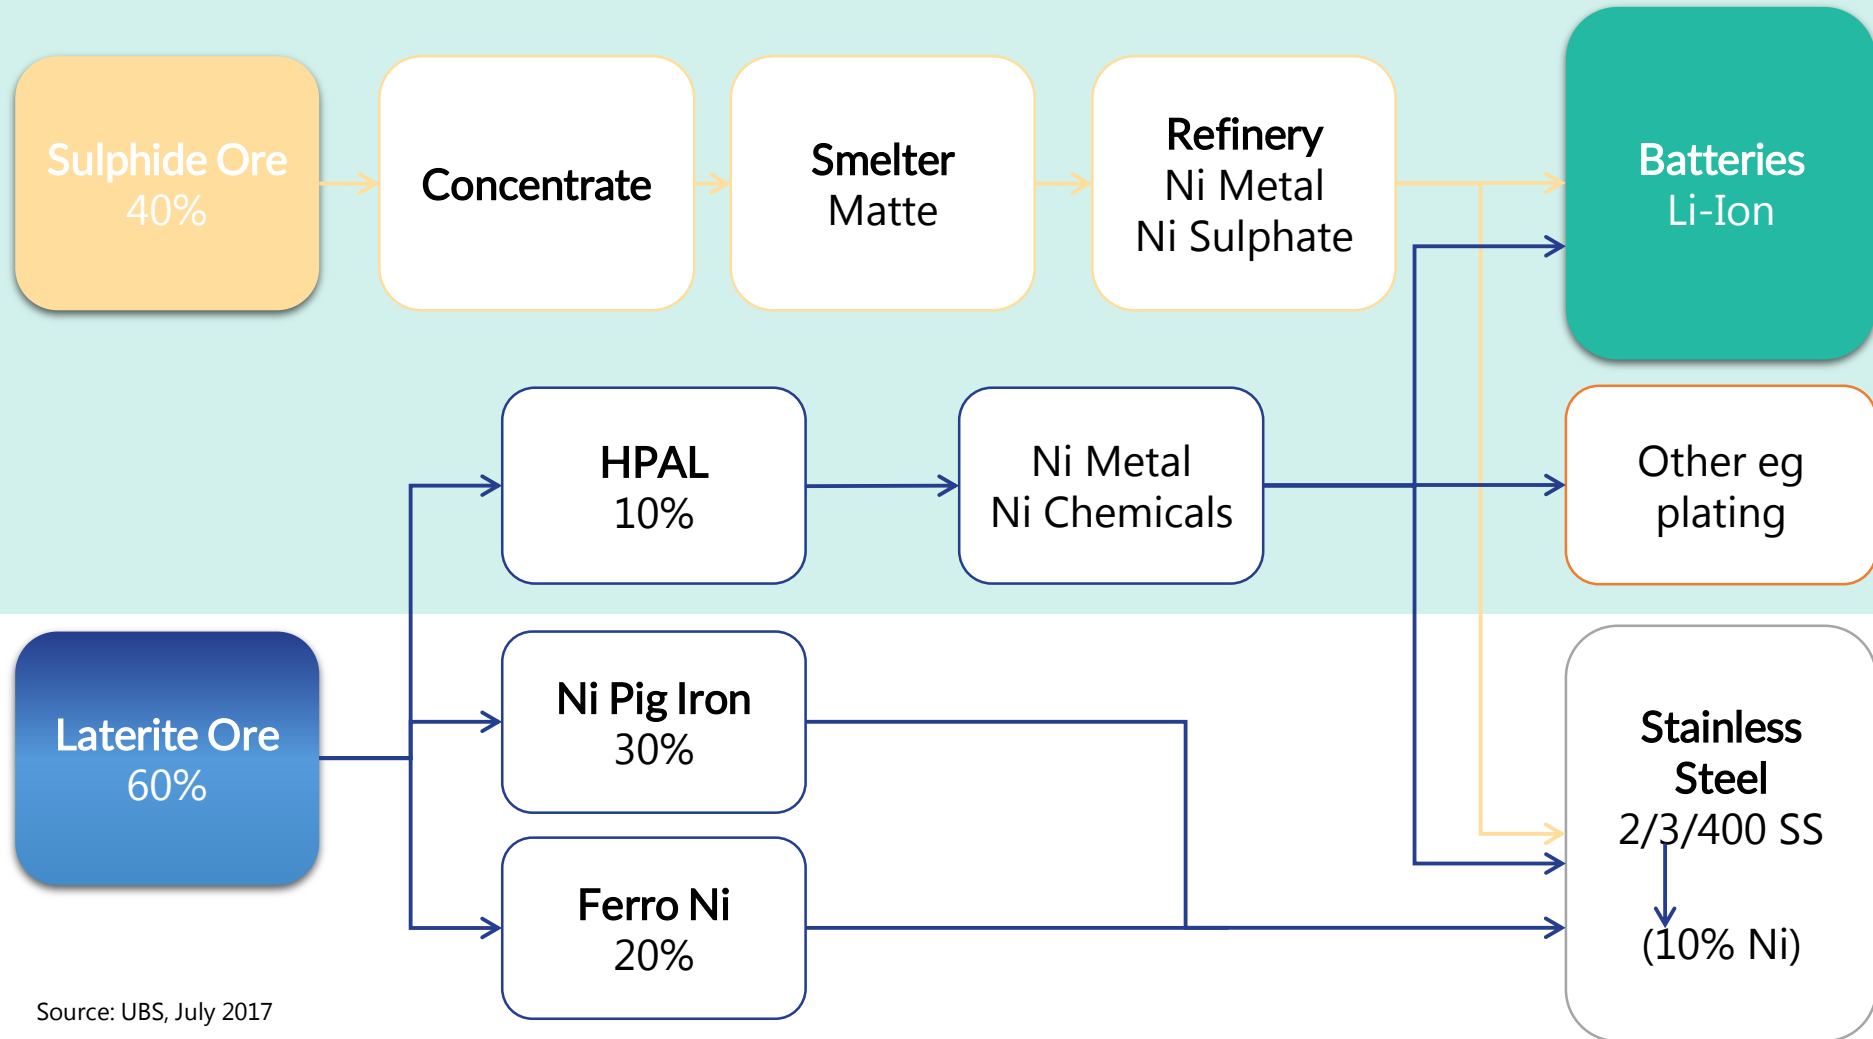 Sulphide Ore
40%
Concentrate
Smelter
Matte
Refinery
Ni Metal
Ni Sulphate
Batteries
Li-Ion
HPAL
10%
Ni Metal
Ni Chemicals
Other eg
plating
Laterite Ore
60%
Ni Pig Iron
30%
Ferro Ni
20%
Stainless
Steel
2/3/400 SS
(10% Ni)
Source: UBS, July 2017